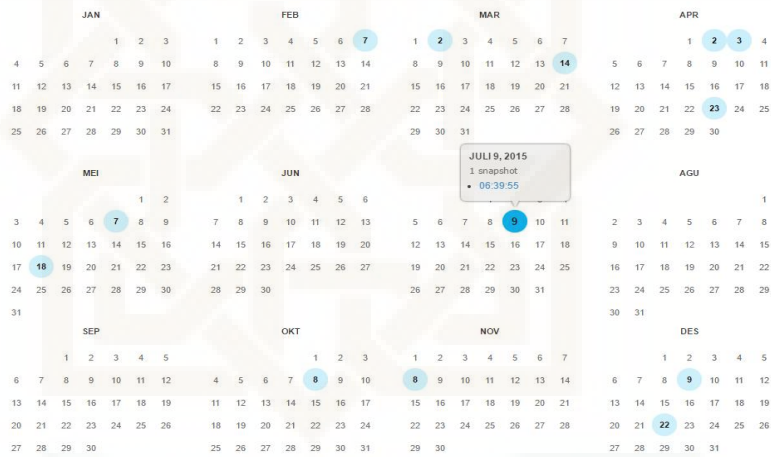 JAN FEB MAR APR
1 2 3 1 2 3 4 5 6 7 1 2 3 4 5 6 7 1 2 3 4
4 5 6 7 8 9 10 8 9 10 11 12 13 14 8 9 10 11 12 13 14 5 6 7 8 9 10 11
11 12 13 14 15 16 17 15 16 17 18 19 20 21 15 16 17 18 19 20 21 12 13 14 15 16 17 18
18 19 20 21 22 23 24 22 23 24 25 26 27 28 22 23 24 25 26 27 28 19 20 21 22 23 24 25
25 26 27 28 29 30 31 29 30 31 26 27 28 29 30
JULI 9, 2015
1 snapshot
• 06:39:55
MEI JUN AGU
1 2 1 2 3 4 5 6 1
3 4 5 6 7 8 9 7 8 9 10 11 12 13 5 6 7 8 9 10 11 2 3 4 5 6 7 8
10 11 12 13 14 15 16 14 15 16 17 18 19 20 12 13 14 15 16 17 18 9 10 11 12 13 14 15
17 18 19 20 21 22 23 21 22 23 24 25 26 27 19 20 21 22 23 24 25 16 17 18 19 20 21 22
24 25 26 27 28 29 30 28 29 30 26 27 28 29 30 31 23 24 25 26 27 28 29
31 30 31
SEP OKT NOV DES
1 2 3 4 5 1 2 3 1 2 3 4 5 6 7 1 2 3 4 5
6 7 8 9 10 11 12 4 5 6 7 8 9 10 8 9 10 11 12 13 14 6 7 8 9 10 11 12
13 14 15 16 17 18 19 11 12 13 14 15 16 17 15 16 17 18 19 20 21 13 14 15 16 17 18 19
20 21 22 23 24 25 26 18 19 20 21 22 23 24 22 23 24 25 26 27 28 20 21 22 23 24 25 26
27 28 29 30 25 26 27 28 29 30 31 29 30 27 28 29 30 31